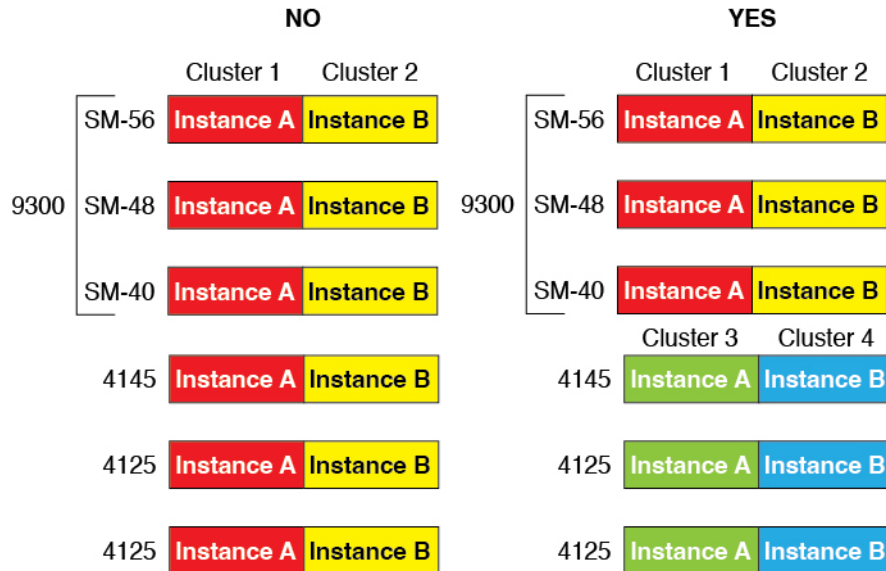 NO YES
Cluster 1 Cluster 2 Cluster 1 Cluster 2
SM-56 Instance A Instance B SM-56 Instance A Instance B
9300 SM-48 Instance A Instance B 9300 SM-48 Instance A Instance B
SM-40 Instance A Instance B SM-40 Instance A Instance B
Cluster 3 Cluster 4
4145 Instance A Instance B 4145 Instance A Instance B
4125 Instance A Instance B 4125 Instance A Instance B
4125 Instance A Instance B 4125 Instance A Instance B